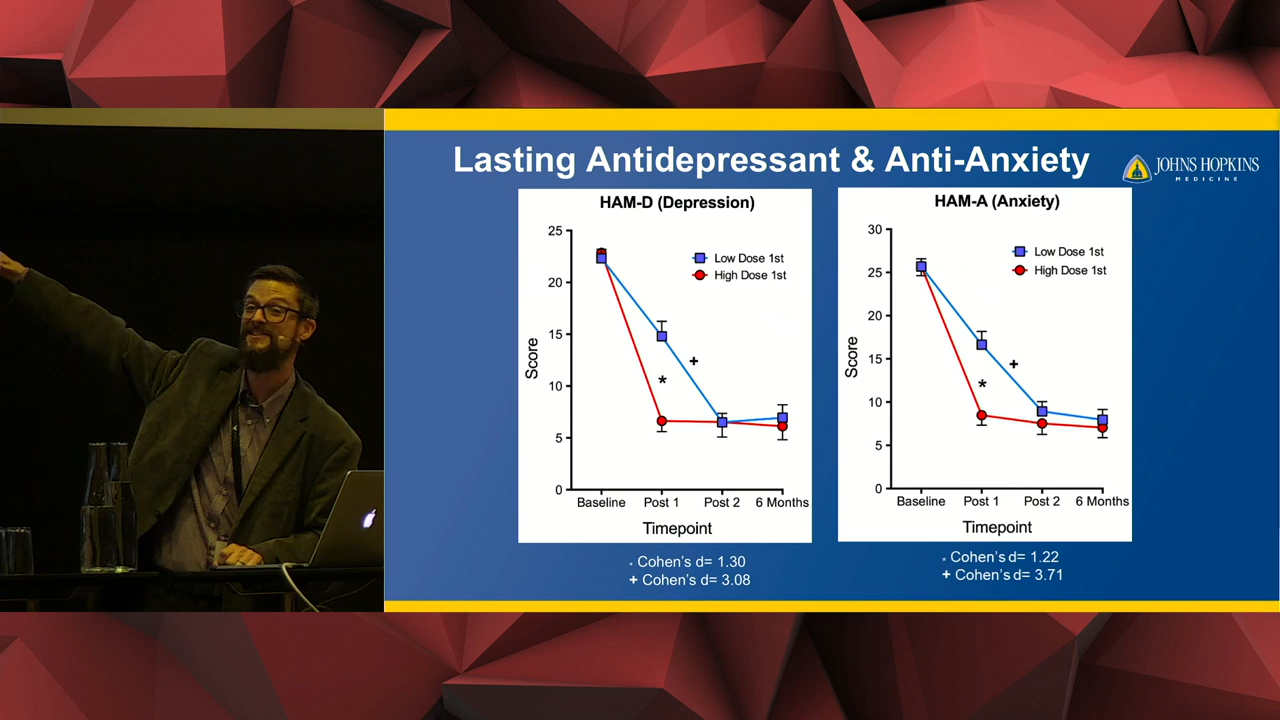 Lasting Antidepressant & Anti-Anxiety
JOHNS HOPKINS
MEDICINE
HAM-D (Depression)
25
20
15
10
5
0
Score
Low Dose 1st
High Dose 1st
*
+
Baseline Post 1 Post 2 6 Months
Timepoint
* Cohen's d= 1.30
+ Cohen's d= 3.08
HAM-A (Anxiety)
30
25
20
15
10
5
0
Score
Low Dose 1st
High Dose 1st
*
+
Baseline Post 1 Post 2 6 Months
Timepoint
* Cohen's d= 1.22
+ Cohen's d= 3.71